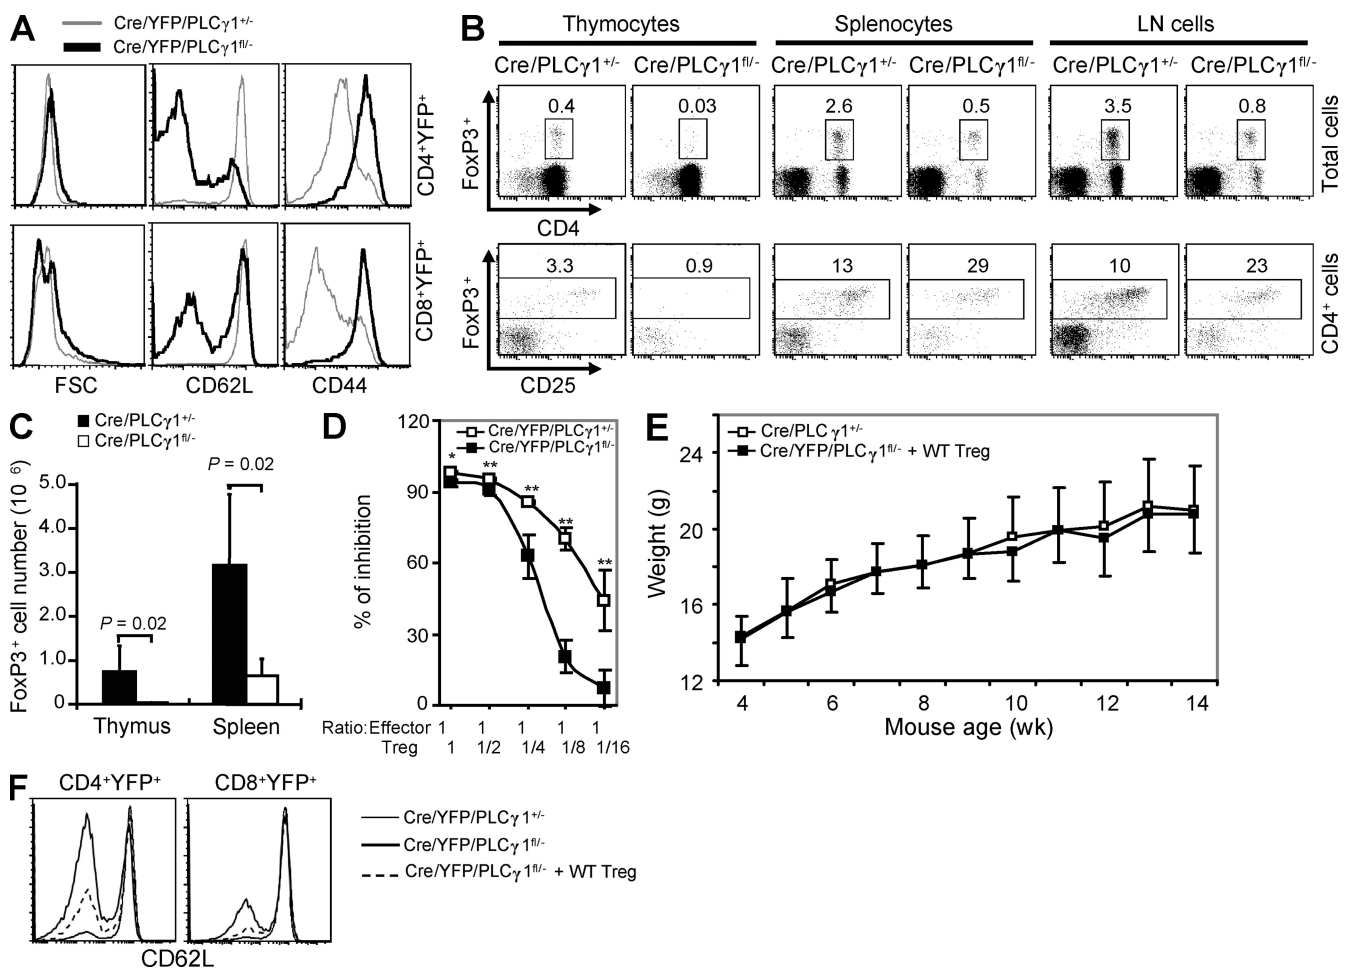 A
Cre/YFP/PLCγ1+/-
Cre/YFP/PLCγ1fl/-
CD4+YFP+
CD8+YFP+
FSC CD62L CD44
B
Thymocytes Splenocytes LN cells
Cre/PLCγ1+/- Cre/PLCγ1fl/- Cre/PLCγ1+/- Cre/PLCγ1fl/- Cre/PLCγ1+/- Cre/PLCγ1fl/-
0.4 0.03 2.6 0.5 3.5 0.8
FoxP3+
Total cells
CD4
3.3 0.9 13 29 10 23
FoxP3+
CD4+ cells
CD25
C
Cre/PLCγ1+/-
Cre/PLCγ1fl/-
FoxP3+ cell number (10 6)
5.0
4.0
3.0
2.0
1.0
0
P = 0.02
P = 0.02
Thymus Spleen
D
Cre/YFP/PLCγ1+/-
Cre/YFP/PLCγ1fl/-
% of inhibition
120
90
60
30
0
* ** ** ** **
Ratio:Effector 1 1 1 1 1
Treg 1 1/2 1/4 1/8 1/16
E
Cre/PLCγ1+/-
Cre/YFP/PLCγ1fl/- + WT Treg
Weight (g)
24
20
16
12
4 6 8 10 12 14
Mouse age (wk)
F
CD4+YFP+ CD8+YFP+
CD62L
Cre/YFP/PLCγ1+/-
Cre/YFP/PLCγ1fl/-
Cre/YFP/PLCγ1fl/- + WT Treg